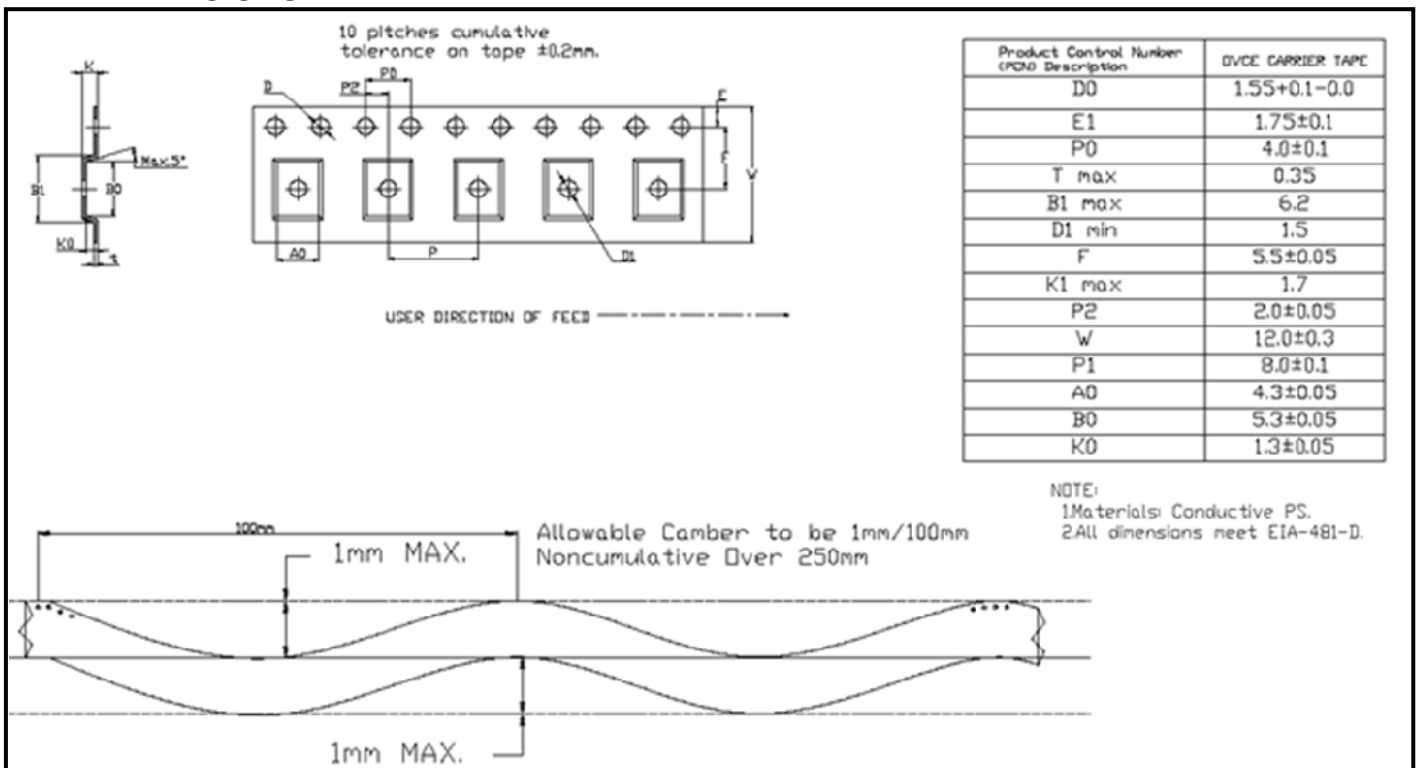 10 pitches cumulative
tolerance on tape ±0.2mm.
K
Max5°
B1
B0
K0
t
D
P2
P0
E
F
W
A0
P
D1
USER DIRECTION OF FEED
Product Control Number
(PCN) Description
OVCE CARRIER TAPE
D0 1.55+0.1-0.0
E1 1.75±0.1
P0 4.0±0.1
T max 0.35
B1 max 6.2
D1 min 1.5
F 5.5±0.05
K1 max 1.7
P2 2.0±0.05
W 12.0±0.3
P1 8.0±0.1
A0 4.3±0.05
B0 5.3±0.05
K0 1.3±0.05
NOTE:
1.Materials: Conductive PS.
2.All dimensions meet EIA-481-D.
100mm
1mm MAX.
Allowable Camber to be 1mm/100mm
Noncumulative Over 250mm
1mm MAX.